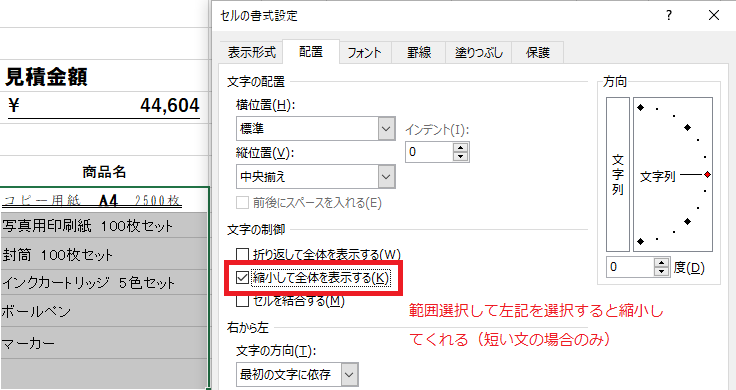 セルの書式設定
表示形式 配置 フォント 罫線 塗りつぶし 保護
見積金額
¥ 44,604
商品名
コピー用紙 A4 2500枚
写真用印刷紙 100枚セット
封筒 100枚セット
インクカートリッジ 5色セット
ボールペン
マーカー
文字の配置
横位置(H):
標準
インデント(I):
縦位置(V):
0
中央揃え
前後にスペースを入れる(E)
文字の制御
折り返して全体を表示する(W)
縮小して全体を表示する(K)
セルを結合する(M)
右から左
文字の方向(T):
最初の文字に依存
方向
文字列
文字列
0 度(D)
範囲選択して左記を選択すると縮小し
てくれる（短い文の場合のみ）